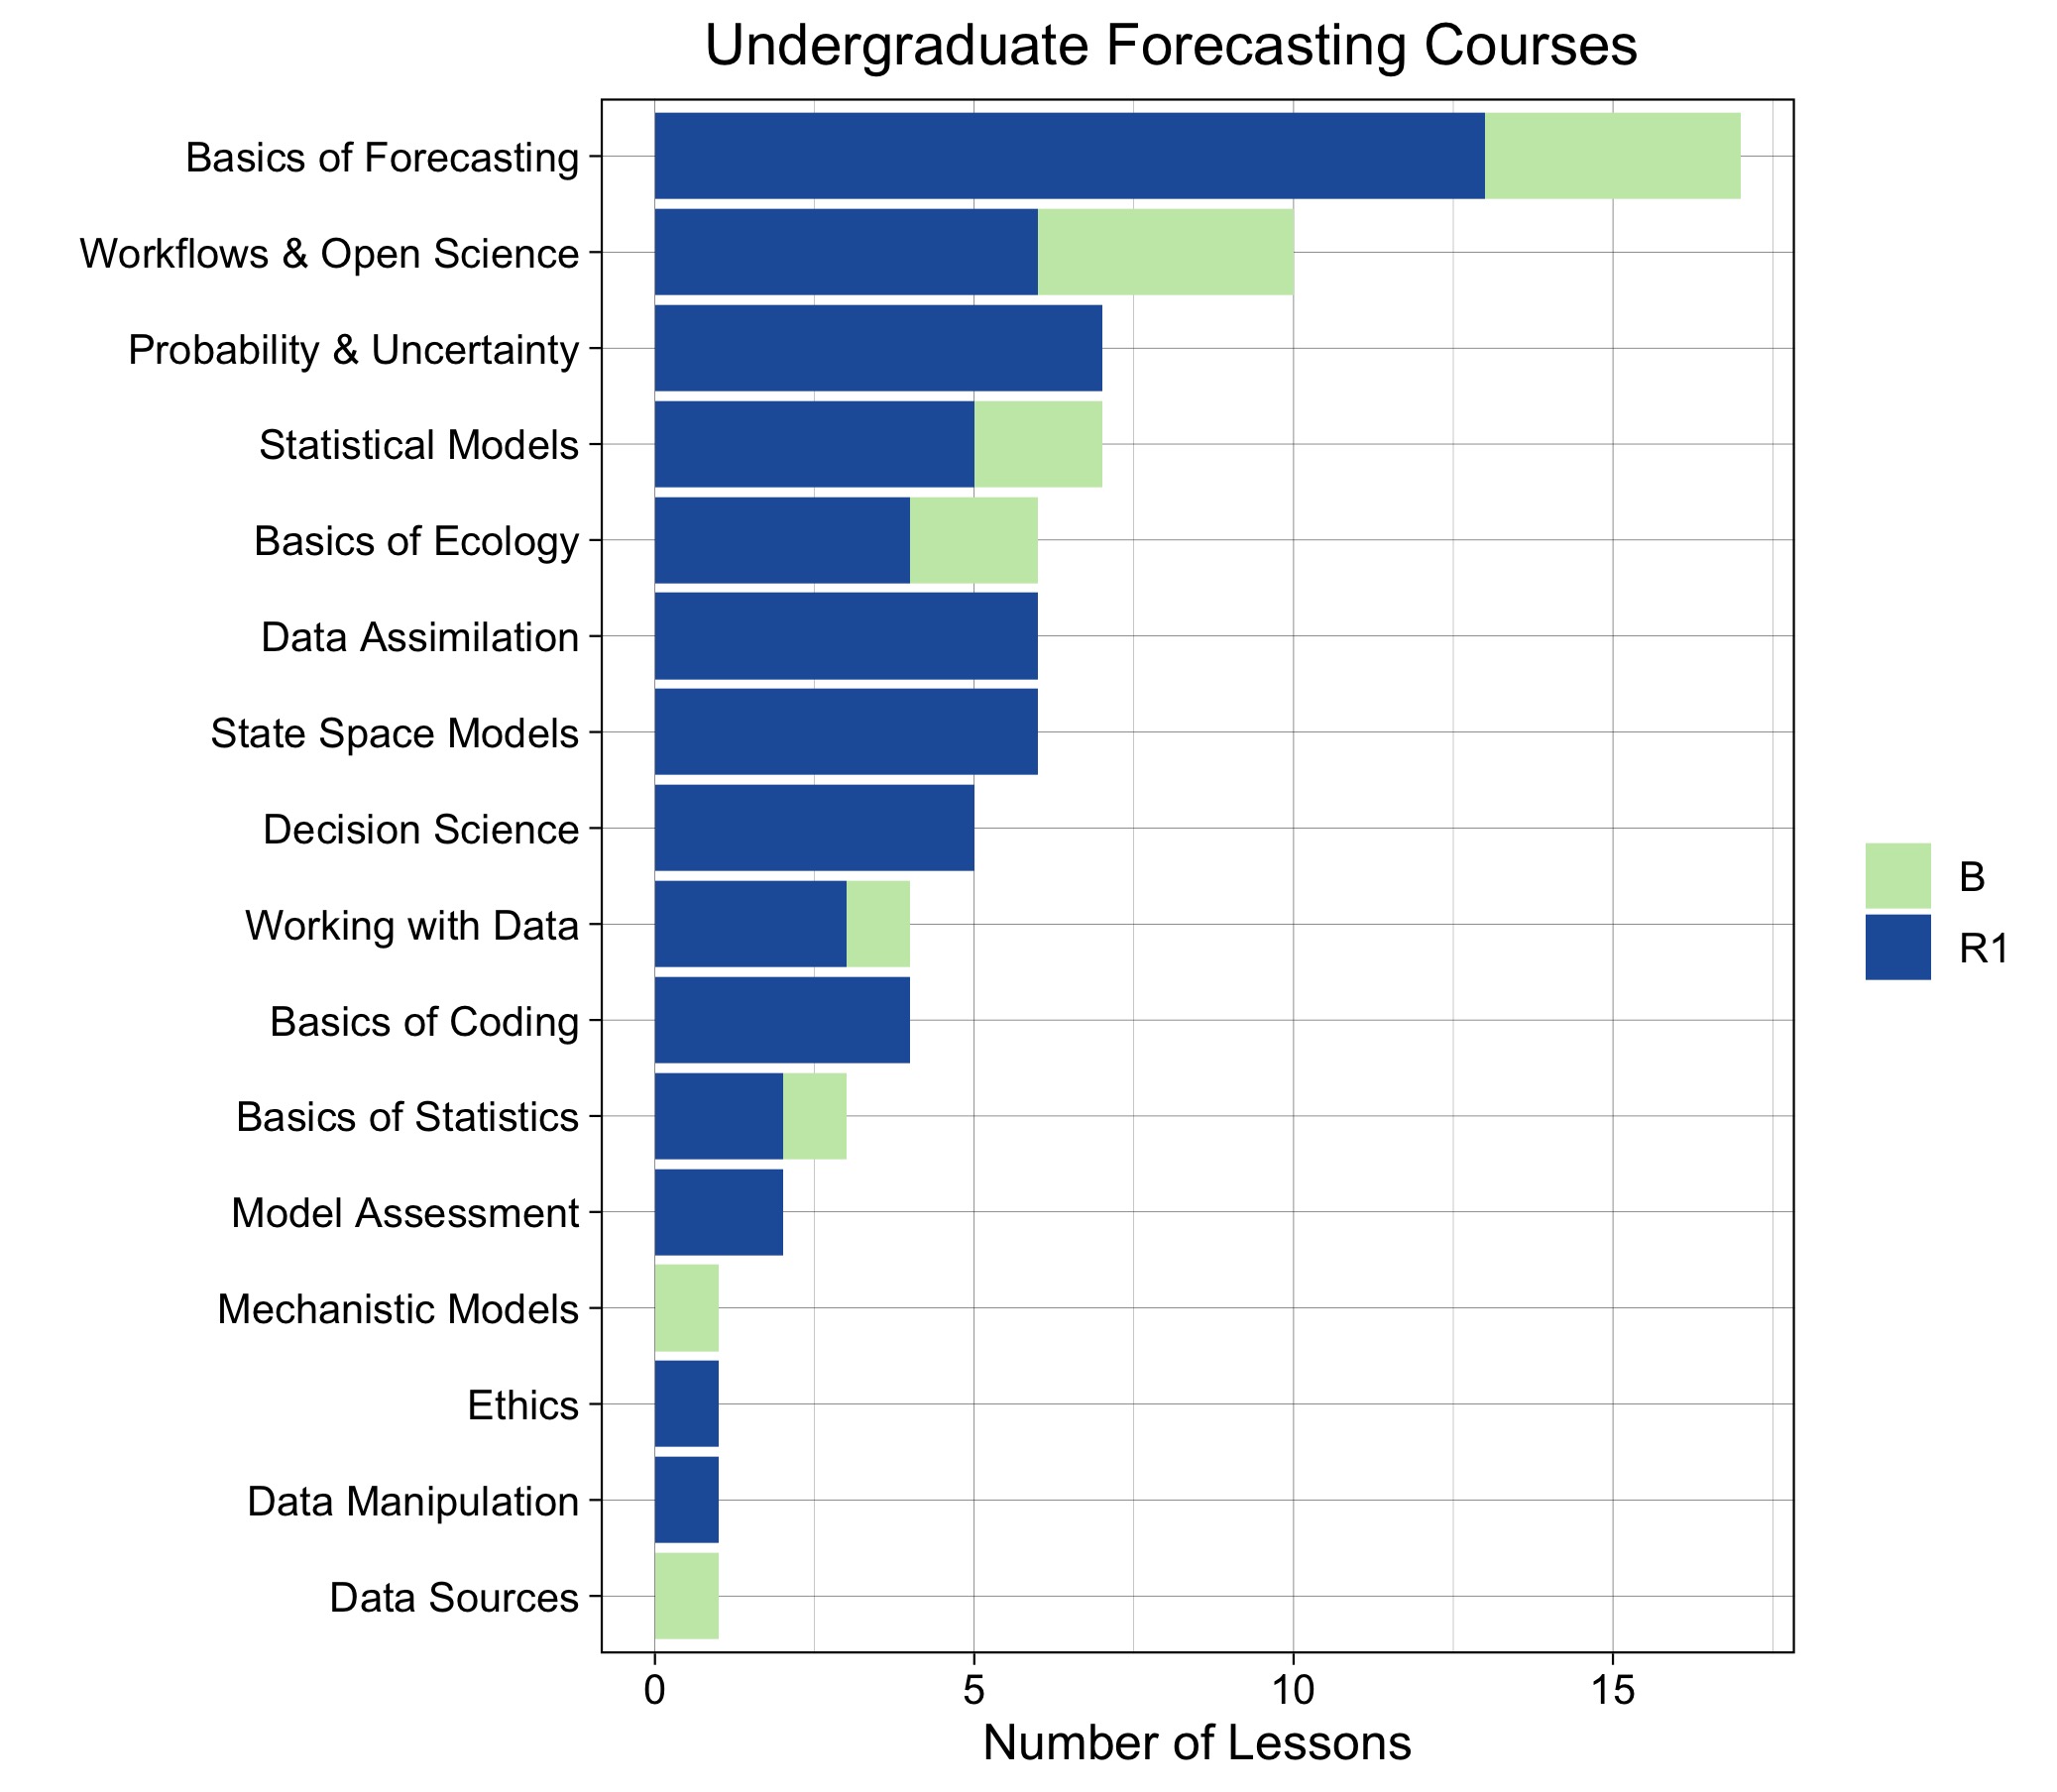 Undergraduate Forecasting Courses
Basics of Forecasting
Workflows & Open Science
Probability & Uncertainty
Statistical Models
Basics of Ecology
Data Assimilation
State Space Models
Decision Science
Working with Data
Basics of Coding
Basics of Statistics
Model Assessment
Mechanistic Models
Ethics
Data Manipulation
Data Sources
0 5 10 15
Number of Lessons
B
R1